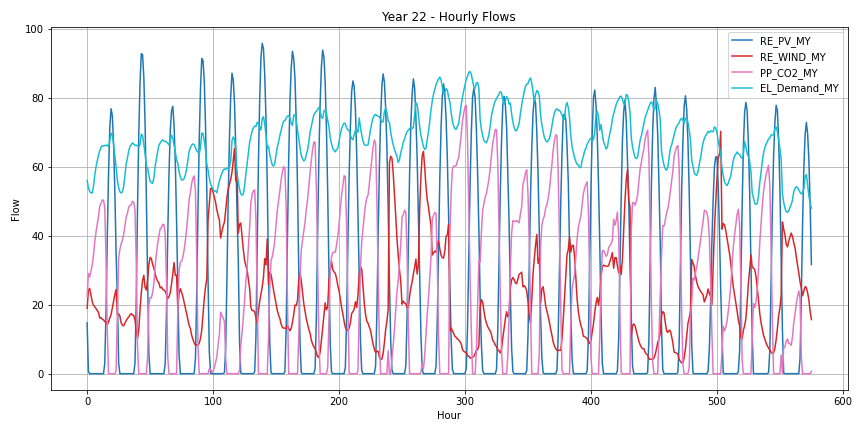 Year 22 - Hourly Flows
RE_PV_MY
RE_WIND_MY
PP_CO2_MY
EL_Demand_MY
100
80
60
40
20
0
Flow
0 100 200 300 400 500 600
Hour